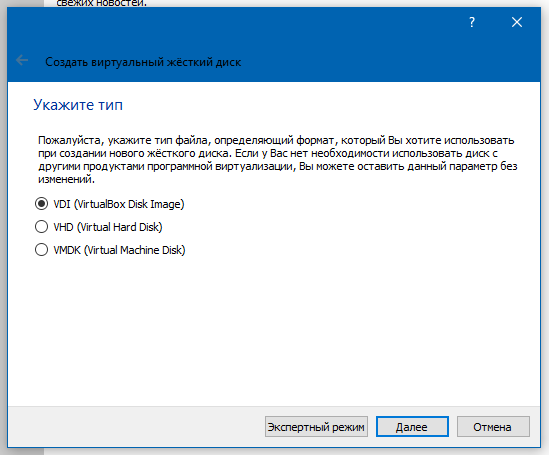 свежих новостей.
?
Создать виртуальный жёсткий диск
Укажите тип
Пожалуйста, укажите тип файла, определяющий формат, который Вы хотите использовать
при создании нового жёсткого диска. Если у Вас нет необходимости использовать диск с
другими продуктами программной виртуализации, Вы можете оставить данный параметр без
изменений.
VDI (VirtualBox Disk Image)
VHD (Virtual Hard Disk)
VMDK (Virtual Machine Disk)
Экспертный режим Далее Отмена